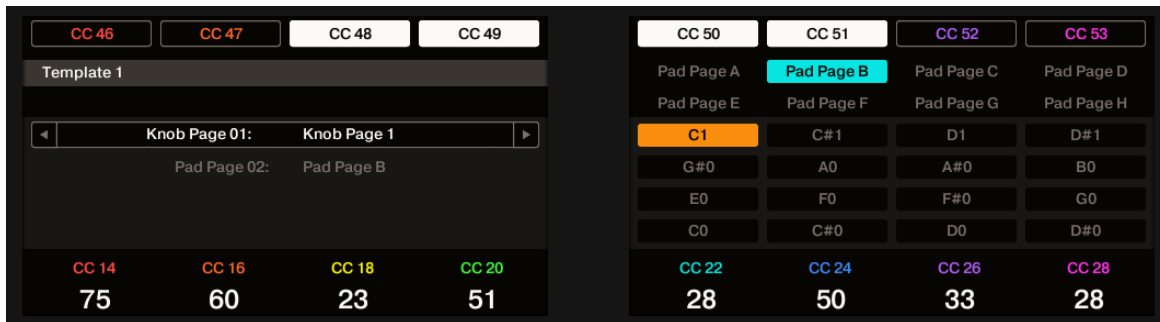 CC 46 CC 47 CC 48 CC 49
Template 1
Knob Page 01: Knob Page 1
Pad Page 02: Pad Page B
CC 14 CC 16 CC 18 CC 20
75 60 23 51
CC 50 CC 51 CC 52 CC 53
Pad Page A Pad Page B Pad Page C Pad Page D
Pad Page E Pad Page F Pad Page G Pad Page H
C1 C#1 D1 D#1
G#0 A0 A#0 B0
E0 F0 F#0 G0
C0 C#0 D0 D#0
CC 22 CC 24 CC 26 CC 28
28 50 33 28